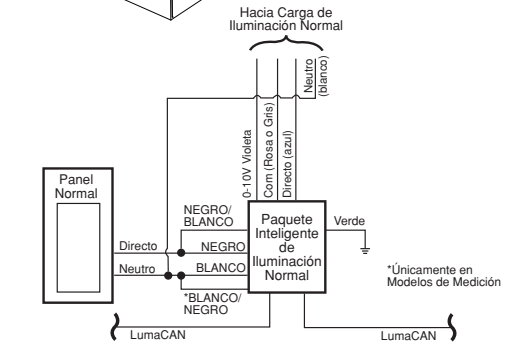 Hacia Carga de
Iluminación Normal
Neutro
(blanco)
0-10V Violeta
Com (Rosa o Gris)
Directo (azul)
Panel
Normal
NEGRO/
BLANCO
Paquete
Inteligente
de
Iluminación
Normal
Verde
Directo
NEGRO
Neutro
BLANCO
*BLANCO/
NEGRO
*Únicamente en
Modelos de Medición
LumaCAN
LumaCAN